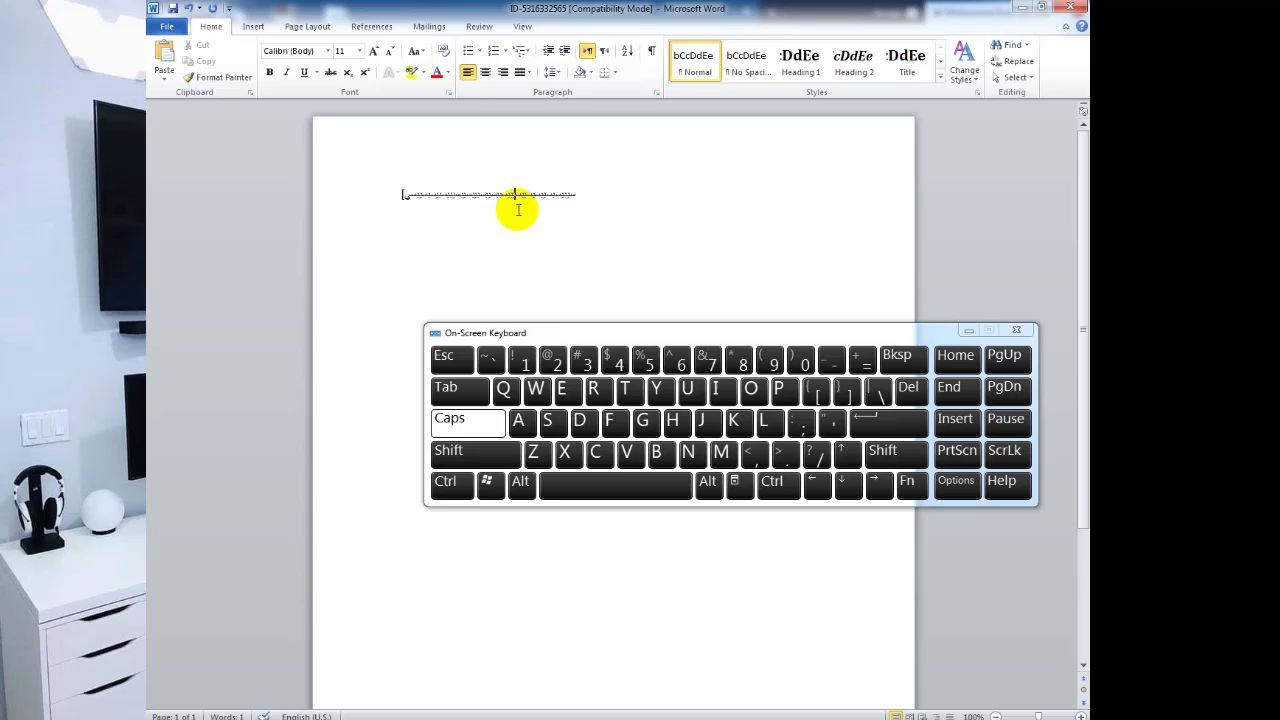 ID-5316332565 [Compatibility Mode] - Microsoft Word
File Home Insert Page Layout References Mailings Review View
Paste
Cut
Copy
Format Painter
Clipboard
Calibri (Body) 11
Font
Paragraph
AaBbCcDdEe
¶ Normal
¶ No Spaci...
Heading 1
Heading 2
Title
Styles
Change Styles
Find
Replace
Select
Editing
On-Screen Keyboard
Esc ~ ` ! 1 @ 2 # 3 $ 4 % 5 ^ 6 & 7 * 8 ( 9 ) 0 _ - + = Bksp Home PgUp
Tab Q W E R T Y U I O P { [ } ] | \ Del End PgDn
Caps A S D F G H J K L : ; " ' Insert Pause
Shift Z X C V B N M < , > . ? / ↑ Shift PrtScn ScrLk
Ctrl Alt Alt Ctrl ← ↓ → Fn Options Help
Page: 1 of 1 Words: 1 English (U.S.) 100%